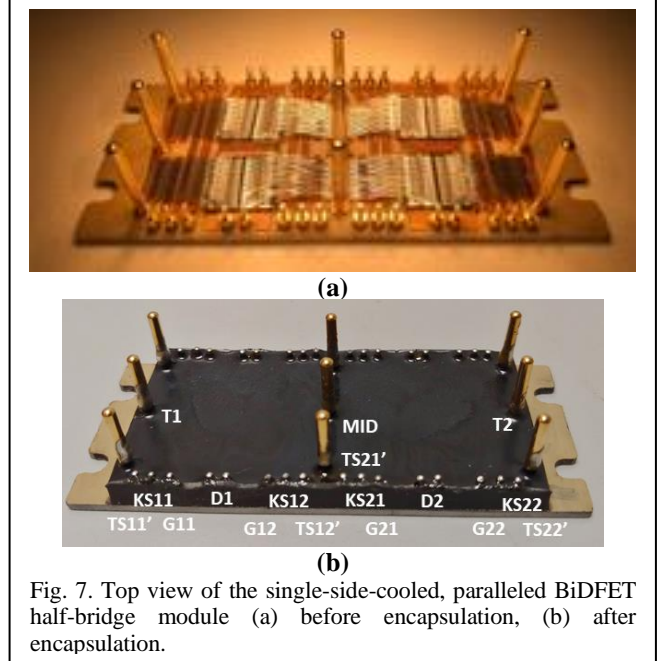 (a)
T1
MID
T2
TS21’
KS11 D1 KS12 KS21 D2 KS22
TS11’ G11 G12 TS12’ G21 G22 TS22’
(b)
Fig. 7. Top view of the single-side-cooled, paralleled BiDFET
half-bridge module (a) before encapsulation, (b) after
encapsulation.